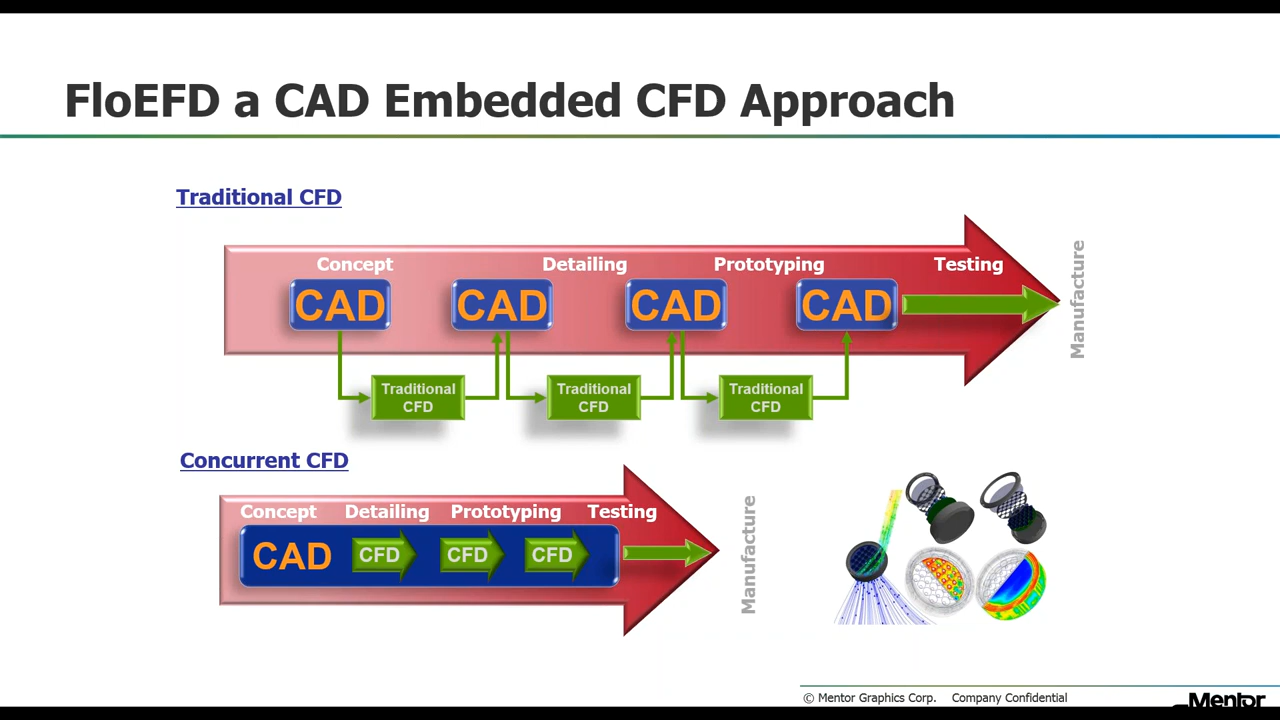 FloEFD a CAD Embedded CFD Approach
Traditional CFD
Concept Detailing Prototyping Testing
CAD CAD CAD CAD
Manufacture
Traditional
CFD
Traditional
CFD
Traditional
CFD
Concurrent CFD
Concept Detailing Prototyping Testing
CAD CFD CFD CFD
Manufacture
© Mentor Graphics Corp. Company Confidential
Mentor